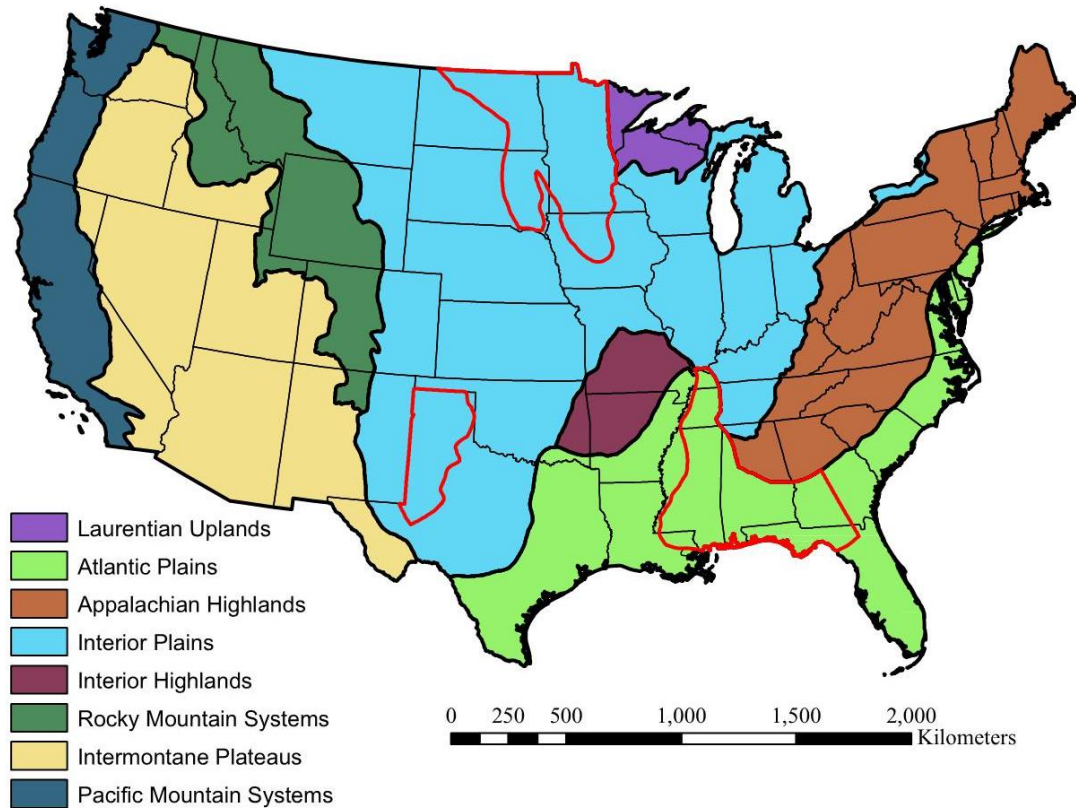 Laurentian Uplands
Atlantic Plains
Appalachian Highlands
Interior Plains
Interior Highlands
Rocky Mountain Systems
Intermontane Plateaus
Pacific Mountain Systems
0 250 500 1,000 1,500 2,000
Kilometers